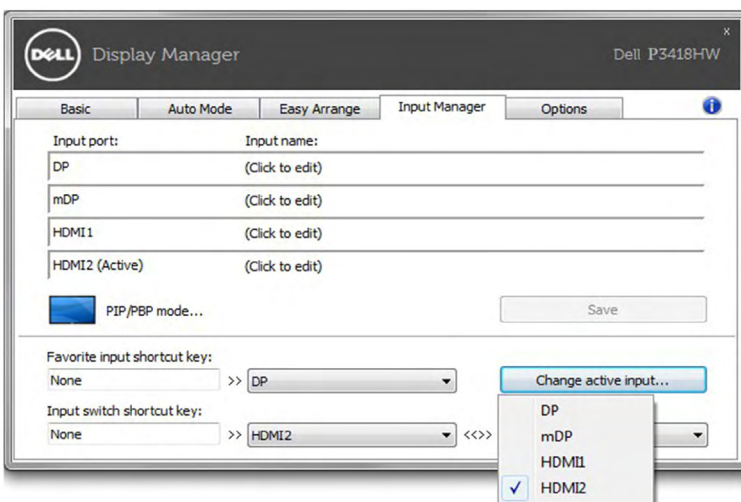 DELL Display Manager Dell P3418HW x
Basic Auto Mode Easy Arrange Input Manager Options i
Input port: Input name:
DP (Click to edit)
mDP (Click to edit)
HDMI1 (Click to edit)
HDMI2 (Active) (Click to edit)
PIP/PBP mode... Save
Favorite input shortcut key:
None >> DP Change active input...
Input switch shortcut key:
None >> HDMI2 <<>>
DP
mDP
HDMI1
✓ HDMI2